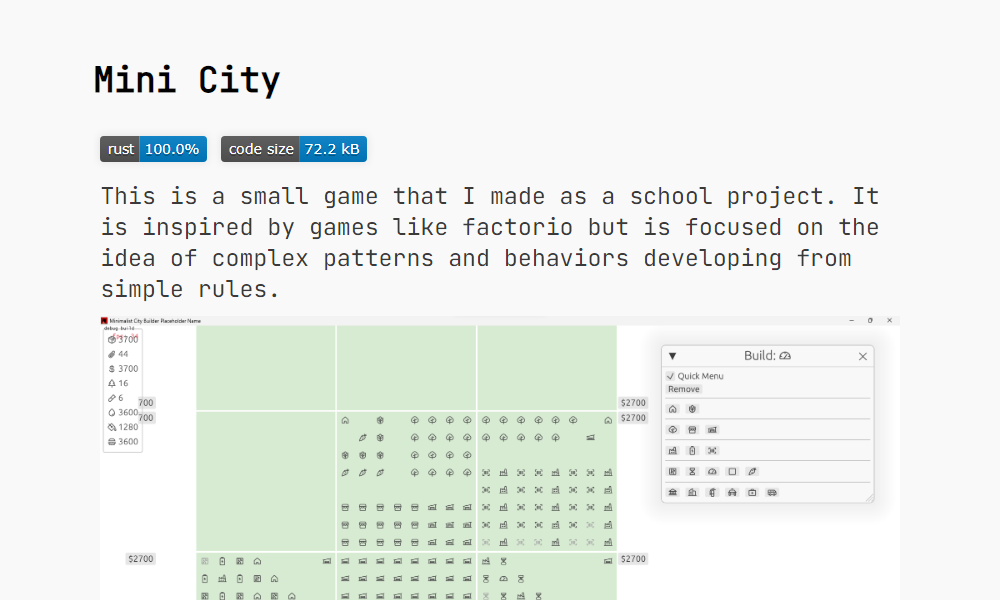 Mini City
rust 100.0% code size 72.2 kB
This is a small game that I made as a school project. It
is inspired by games like factorio but is focused on the
idea of complex patterns and behaviors developing from
simple rules.
Minimalist City Builder Placeholder Name
debug build
3700
44
3700
16
6
3600
1280
3600
700
700
$2700
$2700
$2700
$2700
Build:
Quick Menu
Remove